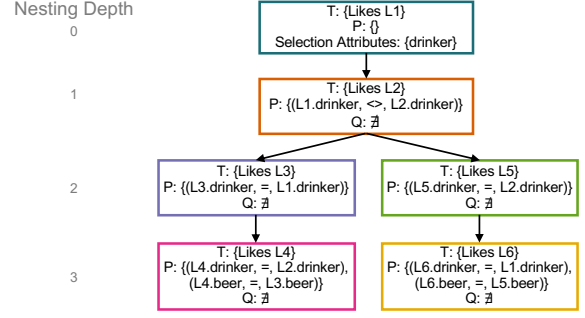 Nesting Depth
0
T: {Likes L1}
P: {}
Selection Attributes: {drinker}
1
T: {Likes L2}
P: {(L1.drinker, <>, L2.drinker)}
Q: ∄
2
T: {Likes L3}
P: {(L3.drinker, =, L1.drinker)}
Q: ∄
T: {Likes L5}
P: {(L5.drinker, =, L2.drinker)}
Q: ∄
3
T: {Likes L4}
P: {(L4.drinker, =, L2.drinker),
(L4.beer, =, L3.beer)}
Q: ∄
T: {Likes L6}
P: {(L6.drinker, =, L1.drinker),
(L6.beer, =, L5.beer)}
Q: ∄